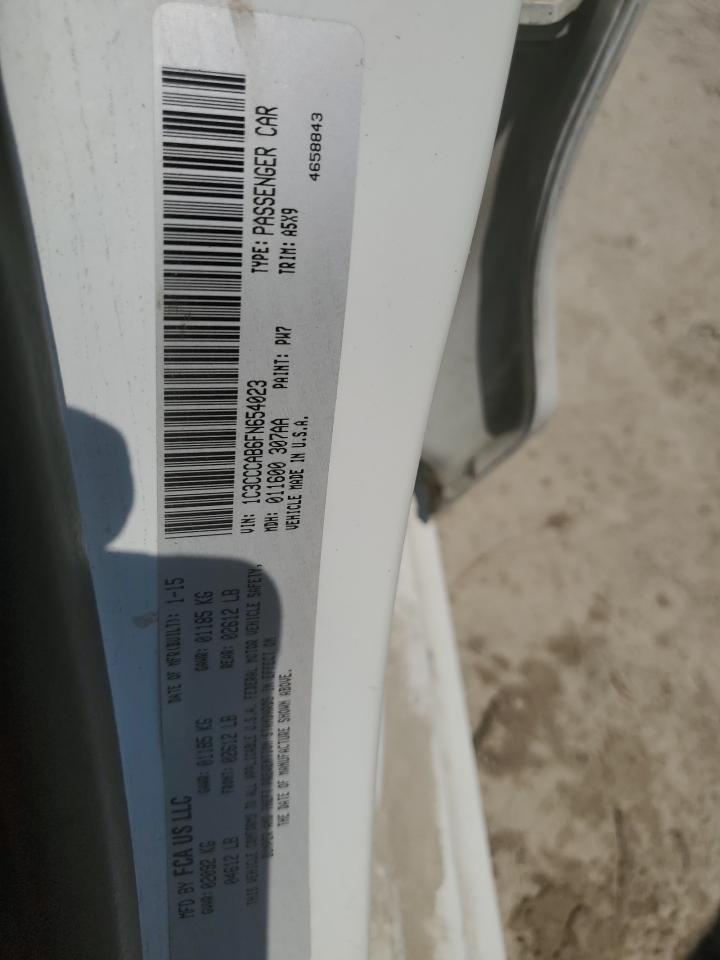 MFD BY FCA US LLC
DATE OF MFR(BUILT): 1-15
GVWR: 02092 KG
GAWR: 01185 KG
GAWR: 01185 KG
04612 LB
FRONT: 02612 LB
REAR: 02612 LB
THIS VEHICLE CONFORMS TO ALL APPLICABLE U.S.A. FEDERAL MOTOR VEHICLE SAFETY,
BUMPER AND THEFT PREVENTION STANDARDS IN EFFECT ON
THE DATE OF MANUFACTURE SHOWN ABOVE.
VIN: 1C3CCCAB6FN654023
TYPE: PASSENGER CAR
MDH: 011600 307AA
PAINT: PW7
TRIM: A5X9
VEHICLE MADE IN U.S.A.
4658843